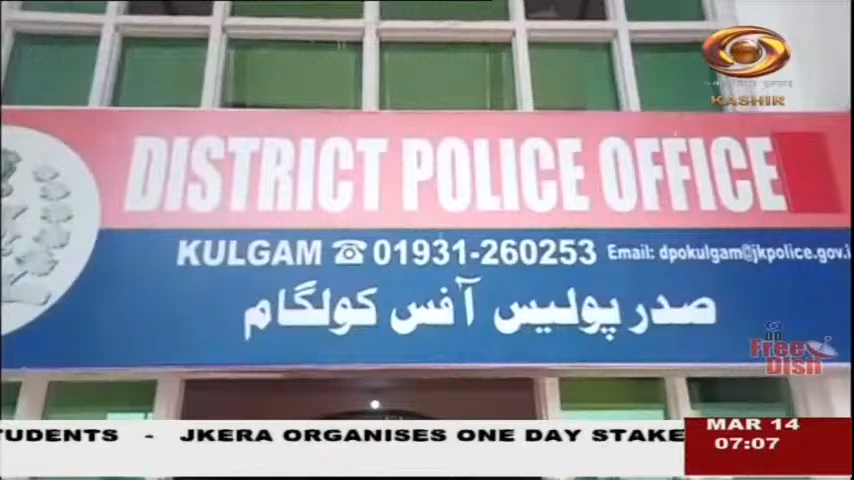 KASHIR
DISTRICT POLICE OFFICE
KULGAM ☎ 01931-260253 Email: dpokulgam@jkpolice.gov.i
صدر پولیس آفس کولگام
DD
Free
Dish
TUDENTS - JKERA ORGANISES ONE DAY STAKE
MAR 14
07:07